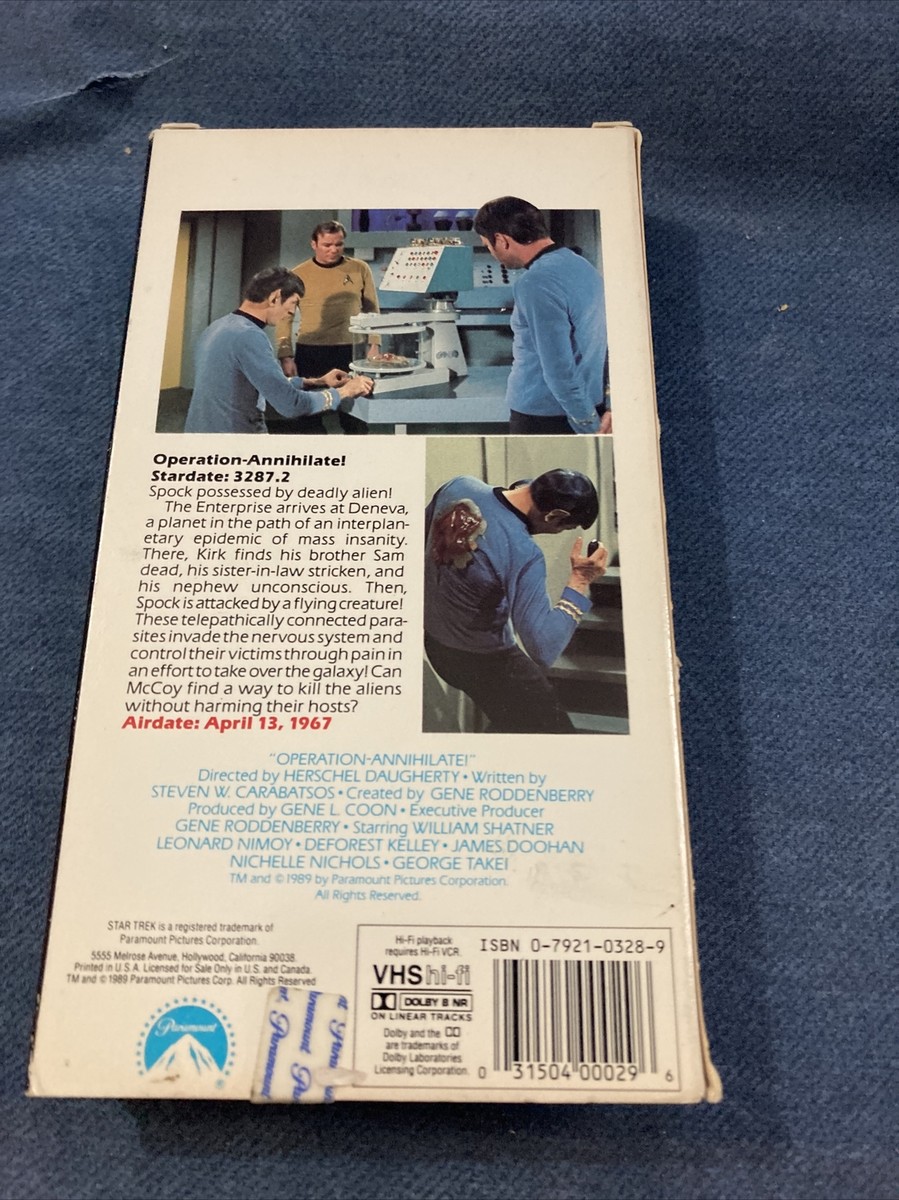 Operation-Annihilate!
Stardate: 3287.2
Spock possessed by deadly alien!
The Enterprise arrives at Deneva,
a planet in the path of an interplan-
etary epidemic of mass insanity.
There, Kirk finds his brother Sam
dead, his sister-in-law stricken, and
his nephew unconscious. Then,
Spock is attacked by a flying creature!
These telepathically connected para-
sites invade the nervous system and
control their victims through pain in
an effort to take over the galaxy! Can
McCoy find a way to kill the aliens
without harming their hosts?
Airdate: April 13, 1967
"OPERATION-ANNIHILATE!"
Directed by HERSCHEL DAUGHERTY • Written by
STEVEN W. CARABATSOS • Created by GENE RODDENBERRY
Produced by GENE L. COON • Executive Producer
GENE RODDENBERRY • Starring WILLIAM SHATNER
LEONARD NIMOY • DEFOREST KELLEY • JAMES DOOHAN
NICHELLE NICHOLS • GEORGE TAKEI
TM and © 1989 by Paramount Pictures Corporation.
All Rights Reserved.
STAR TREK is a registered trademark of
Paramount Pictures Corporation.
5555 Melrose Avenue, Hollywood, California 90038.
Printed in U.S.A. Licensed for Sale Only in U.S. and Canada.
TM and © 1989 Paramount Pictures Corp. All Rights Reserved
Paramount
®
Paramount
Hi-Fi playback
requires Hi-Fi VCR.
VHS hi-fi
DOLBY B NR
ON LINEAR TRACKS
Dolby and the
are trademarks of
Dolby Laboratories
Licensing Corporation.
ISBN 0-7921-0328-9
0 31504 00029 6